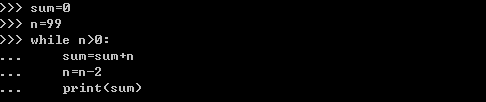 >>> sum=0
>>> n=99
>>> while n>0:
...     sum=sum+n
...     n=n-2
...     print(sum)